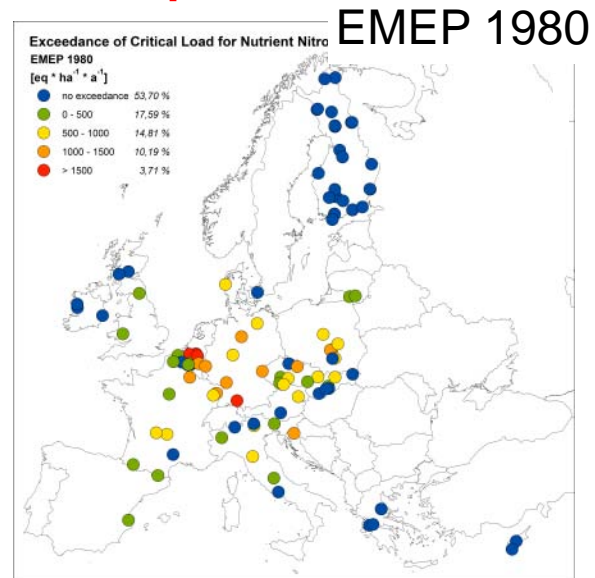 EMEP 1980
Exceedance of Critical Load for Nutrient Nitro
EMEP 1980
[eq * ha⁻¹ * a⁻¹]
no exceedance 53,70 %
0 - 500 17,59 %
500 - 1000 14,81 %
1000 - 1500 10,19 %
> 1500 3,71 %